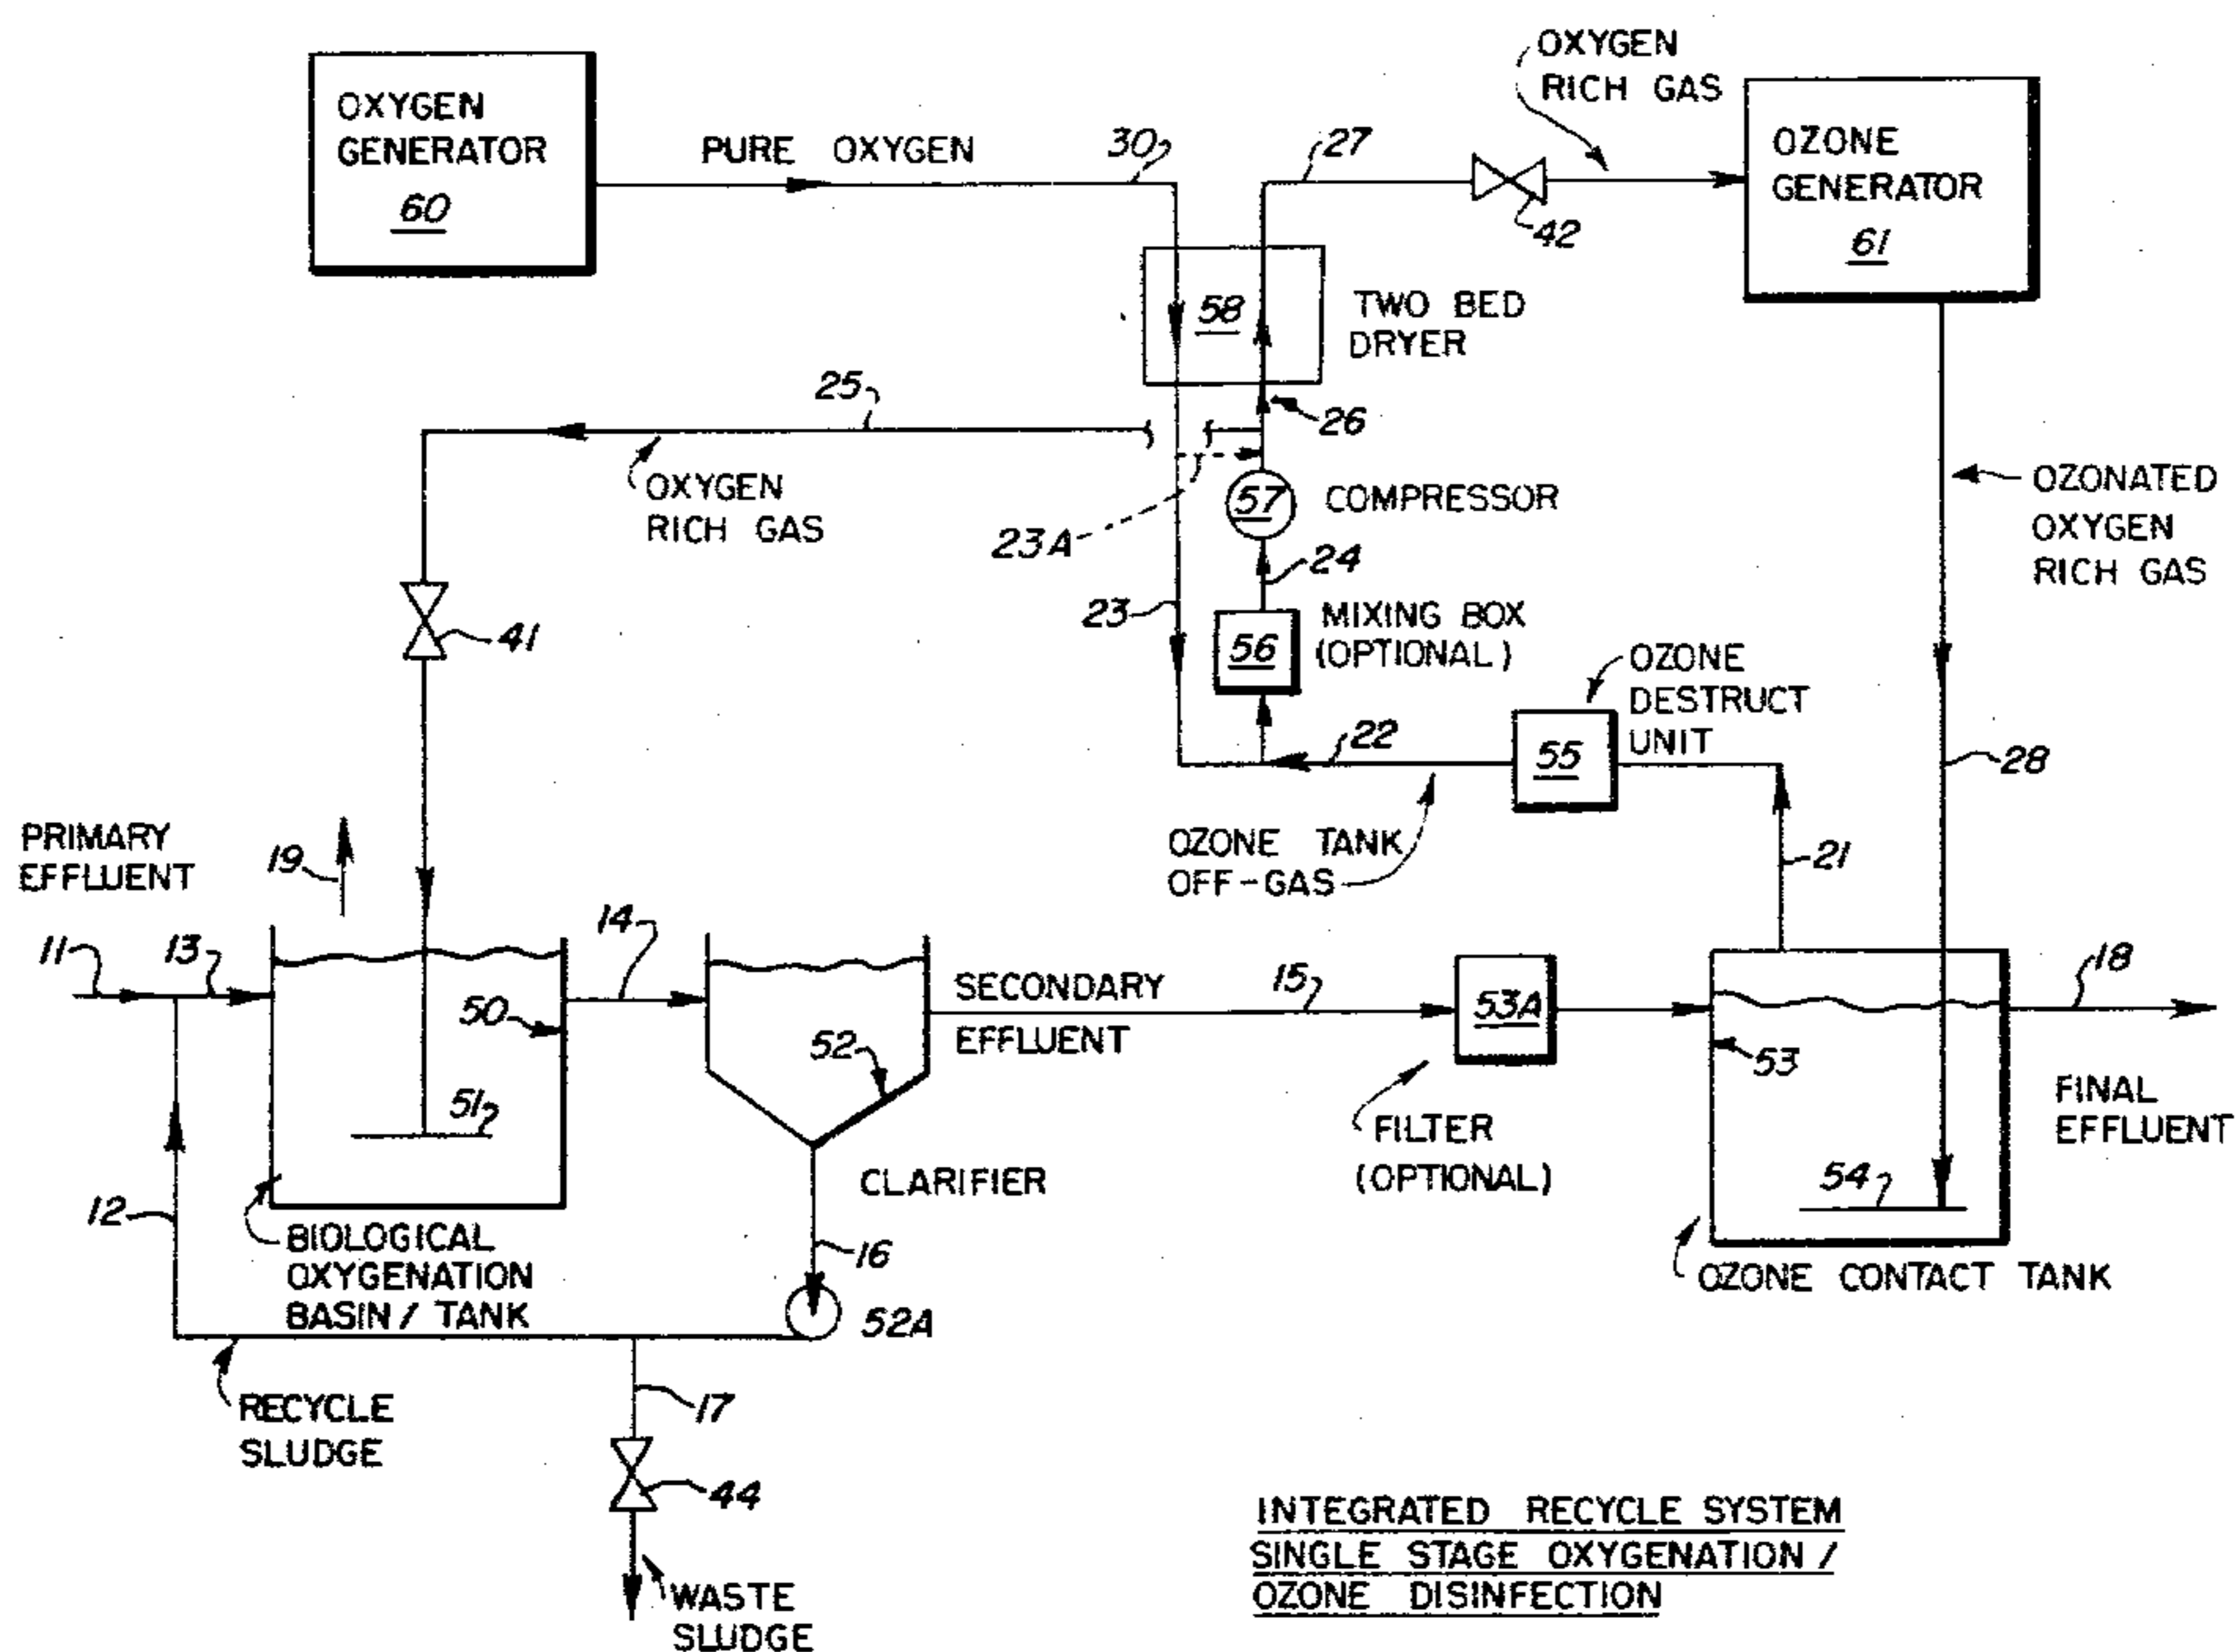 OXYGEN
GENERATOR
60
PURE OXYGEN
30
27
OXYGEN
RICH GAS
42
OZONE
GENERATOR
61
58
TWO BED
DRYER
25
26
OXYGEN
RICH GAS
23A
57
COMPRESSOR
OZONATED
OXYGEN
RICH GAS
24
23
56
MIXING BOX
(OPTIONAL)
41
OZONE
DESTRUCT
UNIT
55
22
28
OZONE TANK
OFF-GAS
21
PRIMARY
EFFLUENT
19
11
13
50
14
51
SECONDARY
EFFLUENT
52
15
53A
53
18
FINAL
EFFLUENT
54
FILTER
(OPTIONAL)
CLARIFIER
12
BIOLOGICAL
OXYGENATION
BASIN / TANK
16
52A
OZONE CONTACT TANK
RECYCLE
SLUDGE
17
44
WASTE
SLUDGE
INTEGRATED RECYCLE SYSTEM
SINGLE STAGE OXYGENATION /
OZONE DISINFECTION